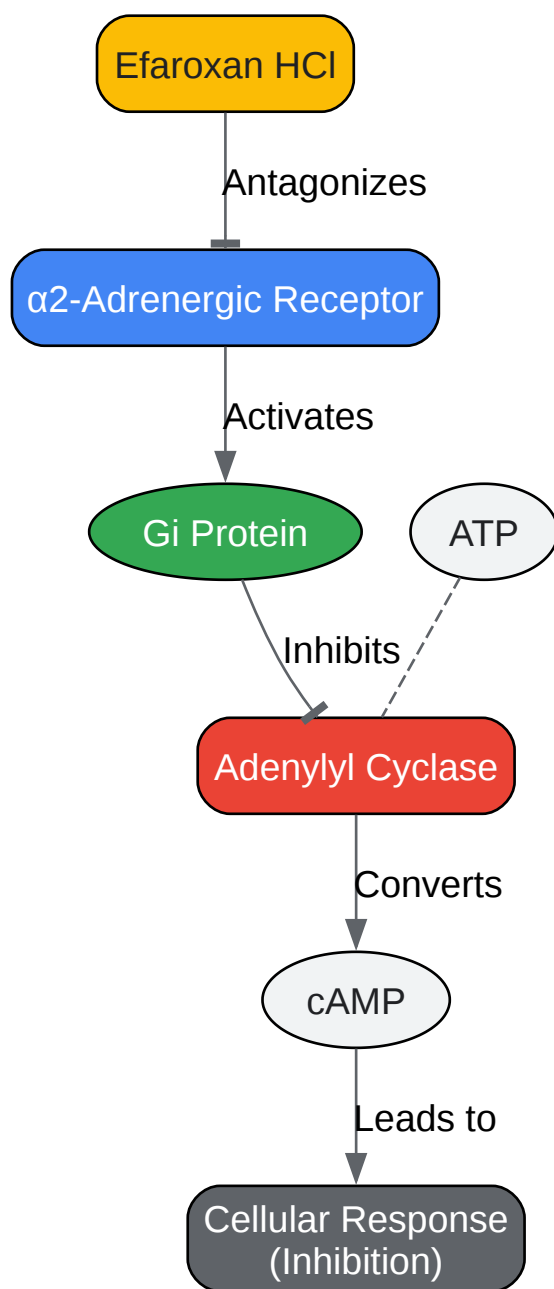 Efaroxan HCl
Antagonizes
α2-Adrenergic Receptor
Activates
Gi Protein
ATP
Inhibits
Adenylyl Cyclase
Converts
cAMP
Leads to
Cellular Response
(Inhibition)